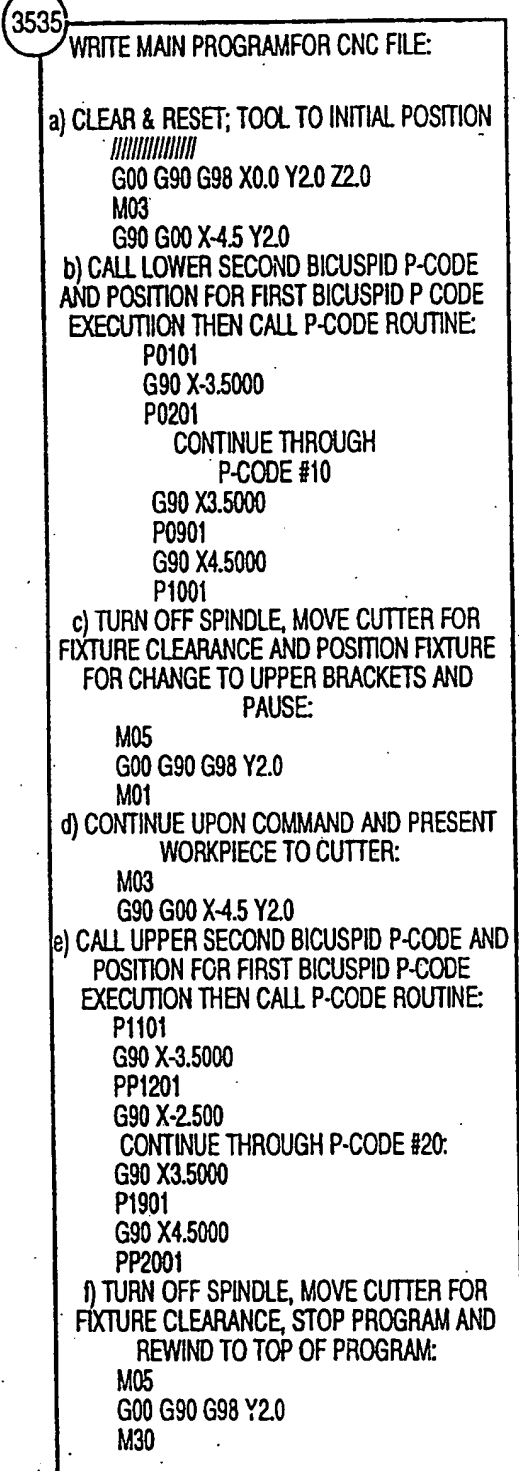 3535
WRITE MAIN PROGRAMFOR CNC FILE:
a) CLEAR & RESET; TOOL TO INITIAL POSITION
////////////////
G00 G90 G98 X0.0 Y2.0 Z2.0
M03
G90 G00 X-4.5 Y2.0
b) CALL LOWER SECOND BICUSPID P-CODE
AND POSITION FOR FIRST BICUSPID P CODE
EXECUTIION THEN CALL P-CODE ROUTINE:
P0101
G90 X-3.5000
P0201
CONTINUE THROUGH
P-CODE #10
G90 X3.5000
P0901
G90 X4.5000
P1001
c) TURN OFF SPINDLE, MOVE CUTTER FOR
FIXTURE CLEARANCE AND POSITION FIXTURE
FOR CHANGE TO UPPER BRACKETS AND
PAUSE:
M05
G00 G90 G98 Y2.0
M01
d) CONTINUE UPON COMMAND AND PRESENT
WORKPIECE TO CUTTER:
M03
G90 G00 X-4.5 Y2.0
e) CALL UPPER SECOND BICUSPID P-CODE AND
POSITION FOR FIRST BICUSPID P-CODE
EXECUTION THEN CALL P-CODE ROUTINE:
P1101
G90 X-3.5000
PP1201
G90 X-2.500
CONTINUE THROUGH P-CODE #20:
G90 X3.5000
P1901
G90 X4.5000
PP2001
f) TURN OFF SPINDLE, MOVE CUTTER FOR
FIXTURE CLEARANCE, STOP PROGRAM AND
REWIND TO TOP OF PROGRAM:
M05
G00 G90 G98 Y2.0
M30